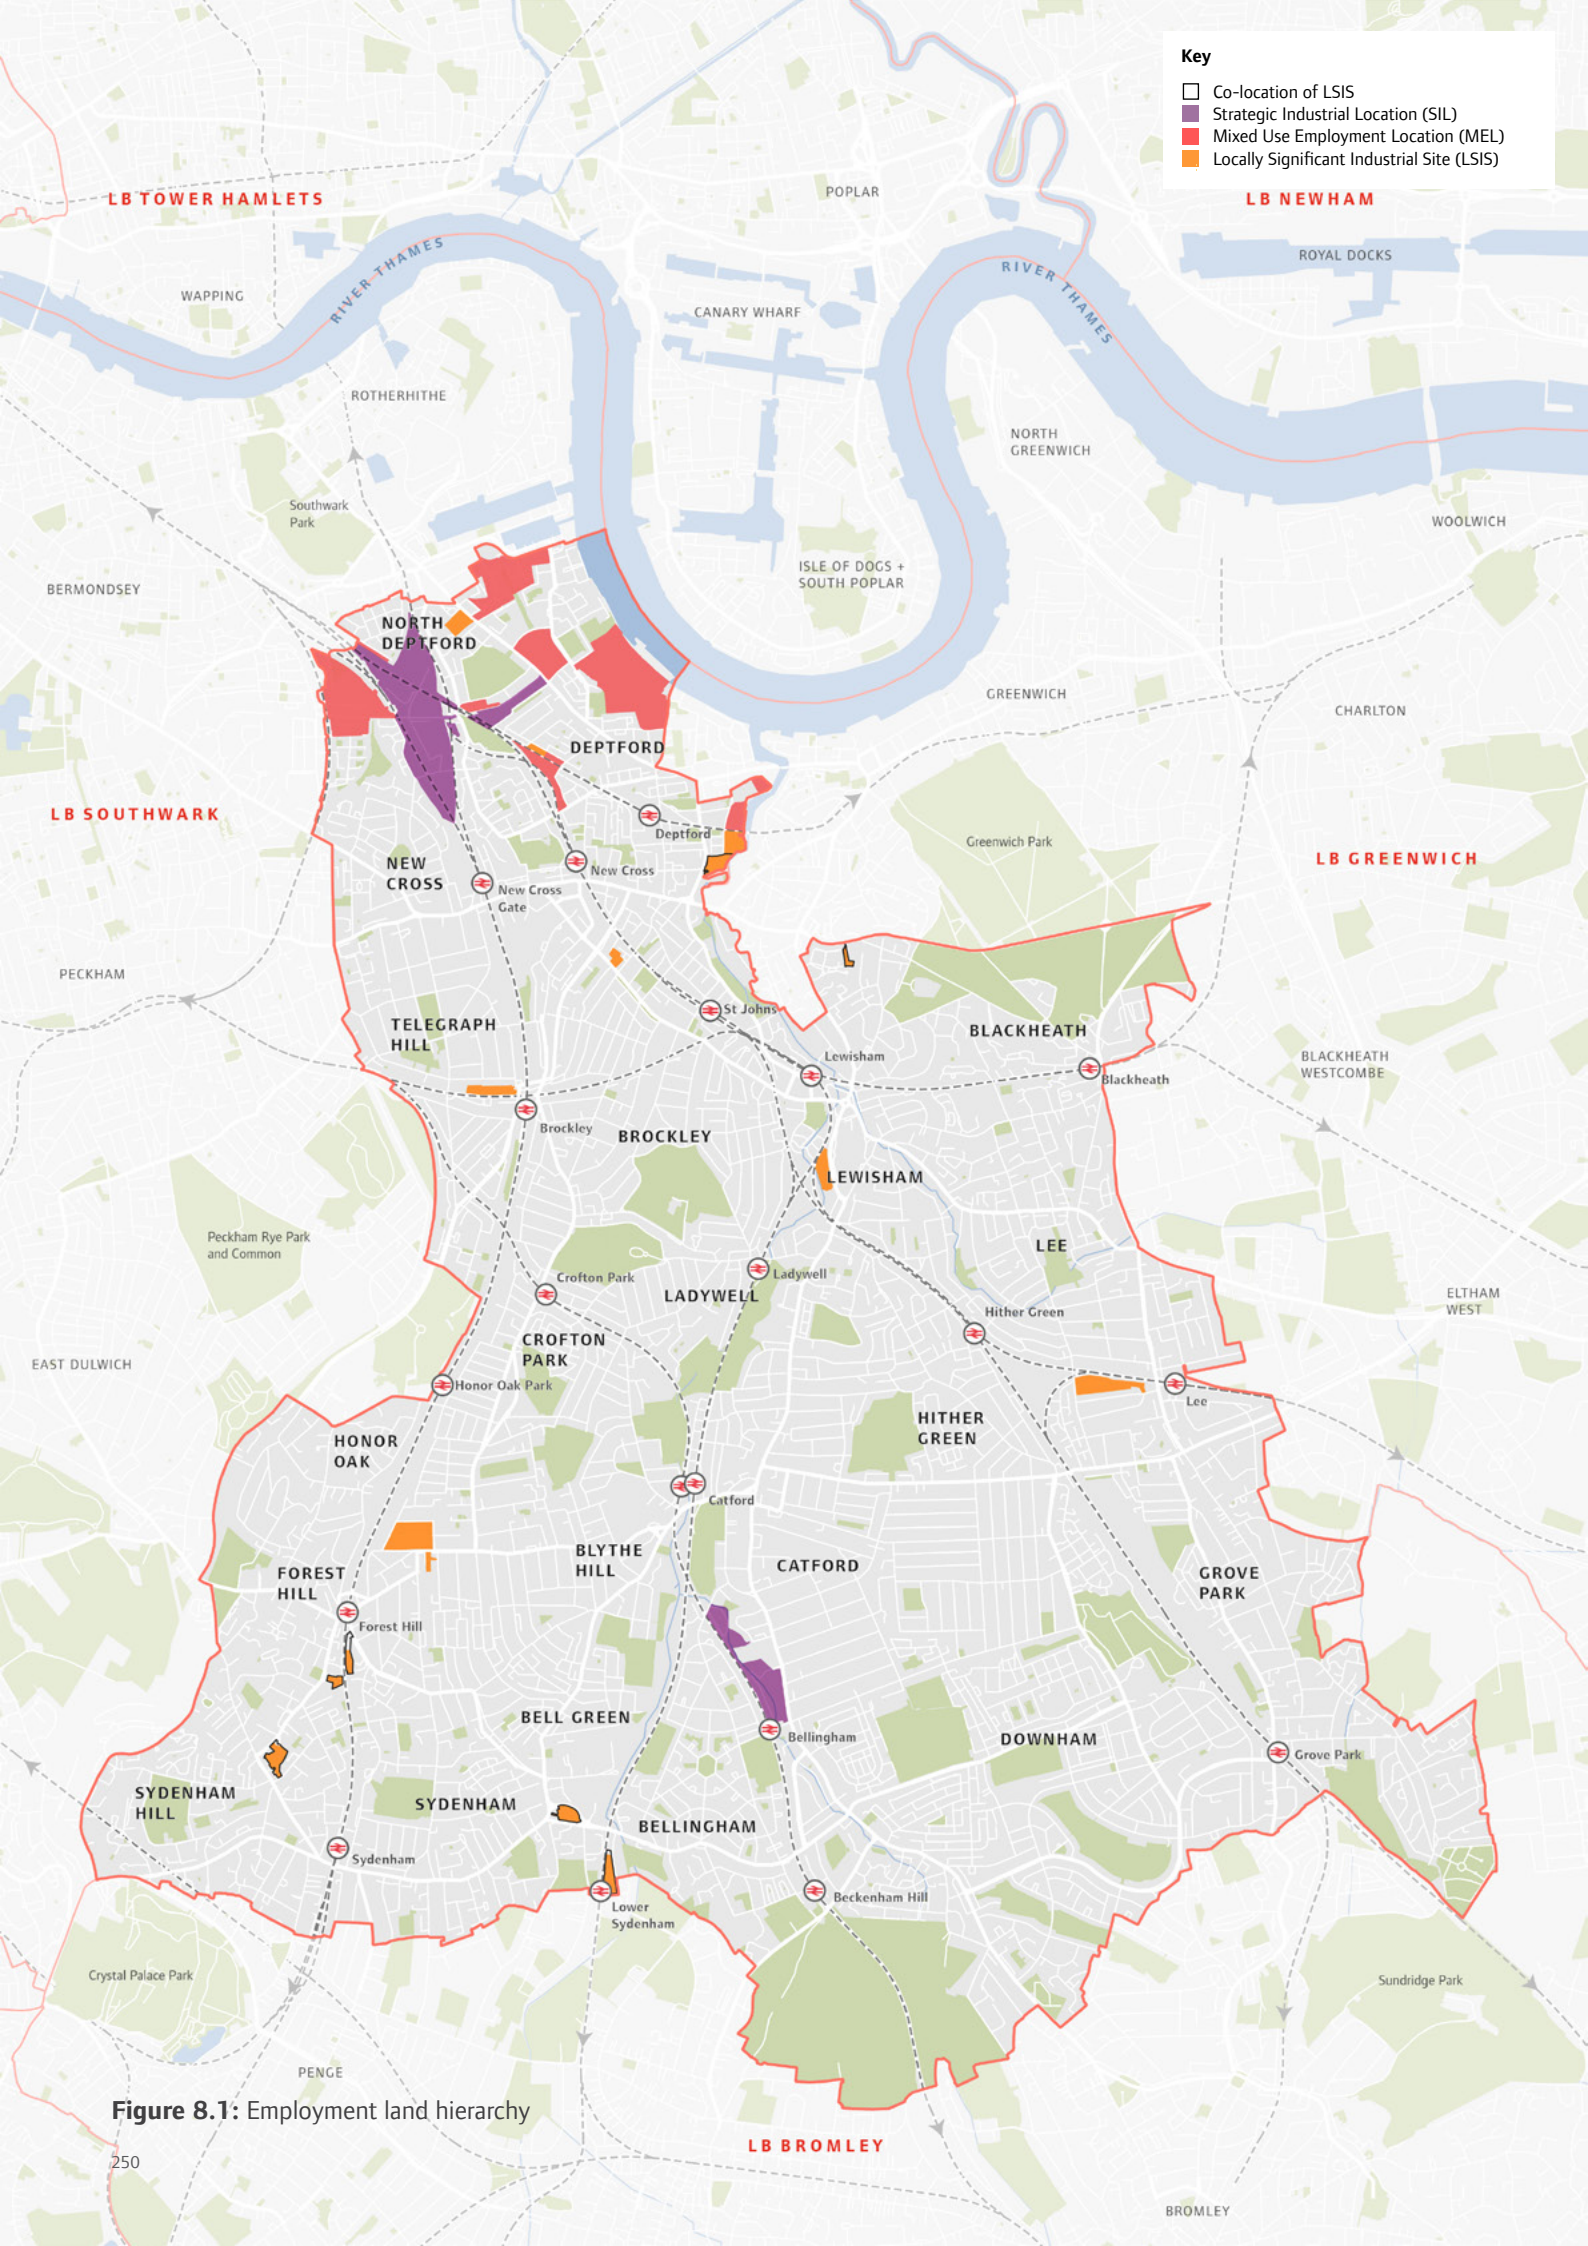 Key
Co-location of LSIS
Strategic Industrial Location (SIL)
Mixed Use Employment Location (MEL)
Locally Significant Industrial Site (LSIS)
LB TOWER HAMLETS
POPLAR
LB NEWHAM
RIVER THAMES
RIVER THAMES
ROYAL DOCKS
WAPPING
CANARY WHARF
ROTHERHITHE
NORTH
GREENWICH
Southwark
Park
WOOLWICH
ISLE OF DOGS +
SOUTH POPLAR
BERMONDSEY
NORTH
DEPTFORD
GREENWICH
CHARLTON
DEPTFORD
LB SOUTHWARK
Deptford
Greenwich Park
LB GREENWICH
NEW
CROSS
New Cross
New Cross
Gate
PECKHAM
St Johns
TELEGRAPH
HILL
BLACKHEATH
Lewisham
BLACKHEATH
WESTCOMBE
Blackheath
Brockley
BROCKLEY
LEWISHAM
Peckham Rye Park
and Common
LEE
Crofton Park
Ladywell
LADYWELL
ELTHAM
WEST
Hither Green
CROFTON
PARK
EAST DULWICH
Honor Oak Park
Lee
HITHER
GREEN
HONOR
OAK
Catford
BLYTHE
HILL
CATFORD
FOREST
HILL
GROVE
PARK
Forest Hill
BELL GREEN
Bellingham
DOWNHAM
Grove Park
SYDENHAM
HILL
SYDENHAM
BELLINGHAM
Sydenham
Beckenham Hill
Lower
Sydenham
Crystal Palace Park
Sundridge Park
PENGE
Figure 8.1: Employment land hierarchy
LB BROMLEY
250
BROMLEY